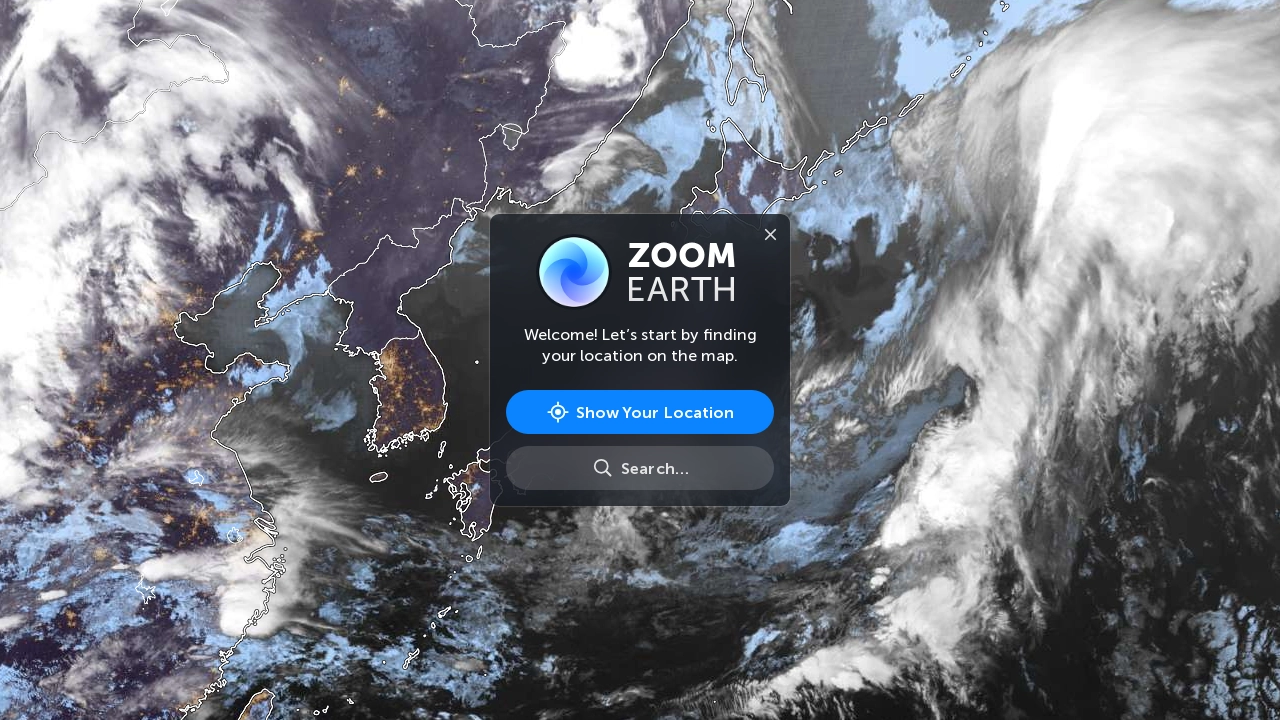 ZOOM
EARTH
Welcome! Let’s start by finding
your location on the map.
Show Your Location
Search...